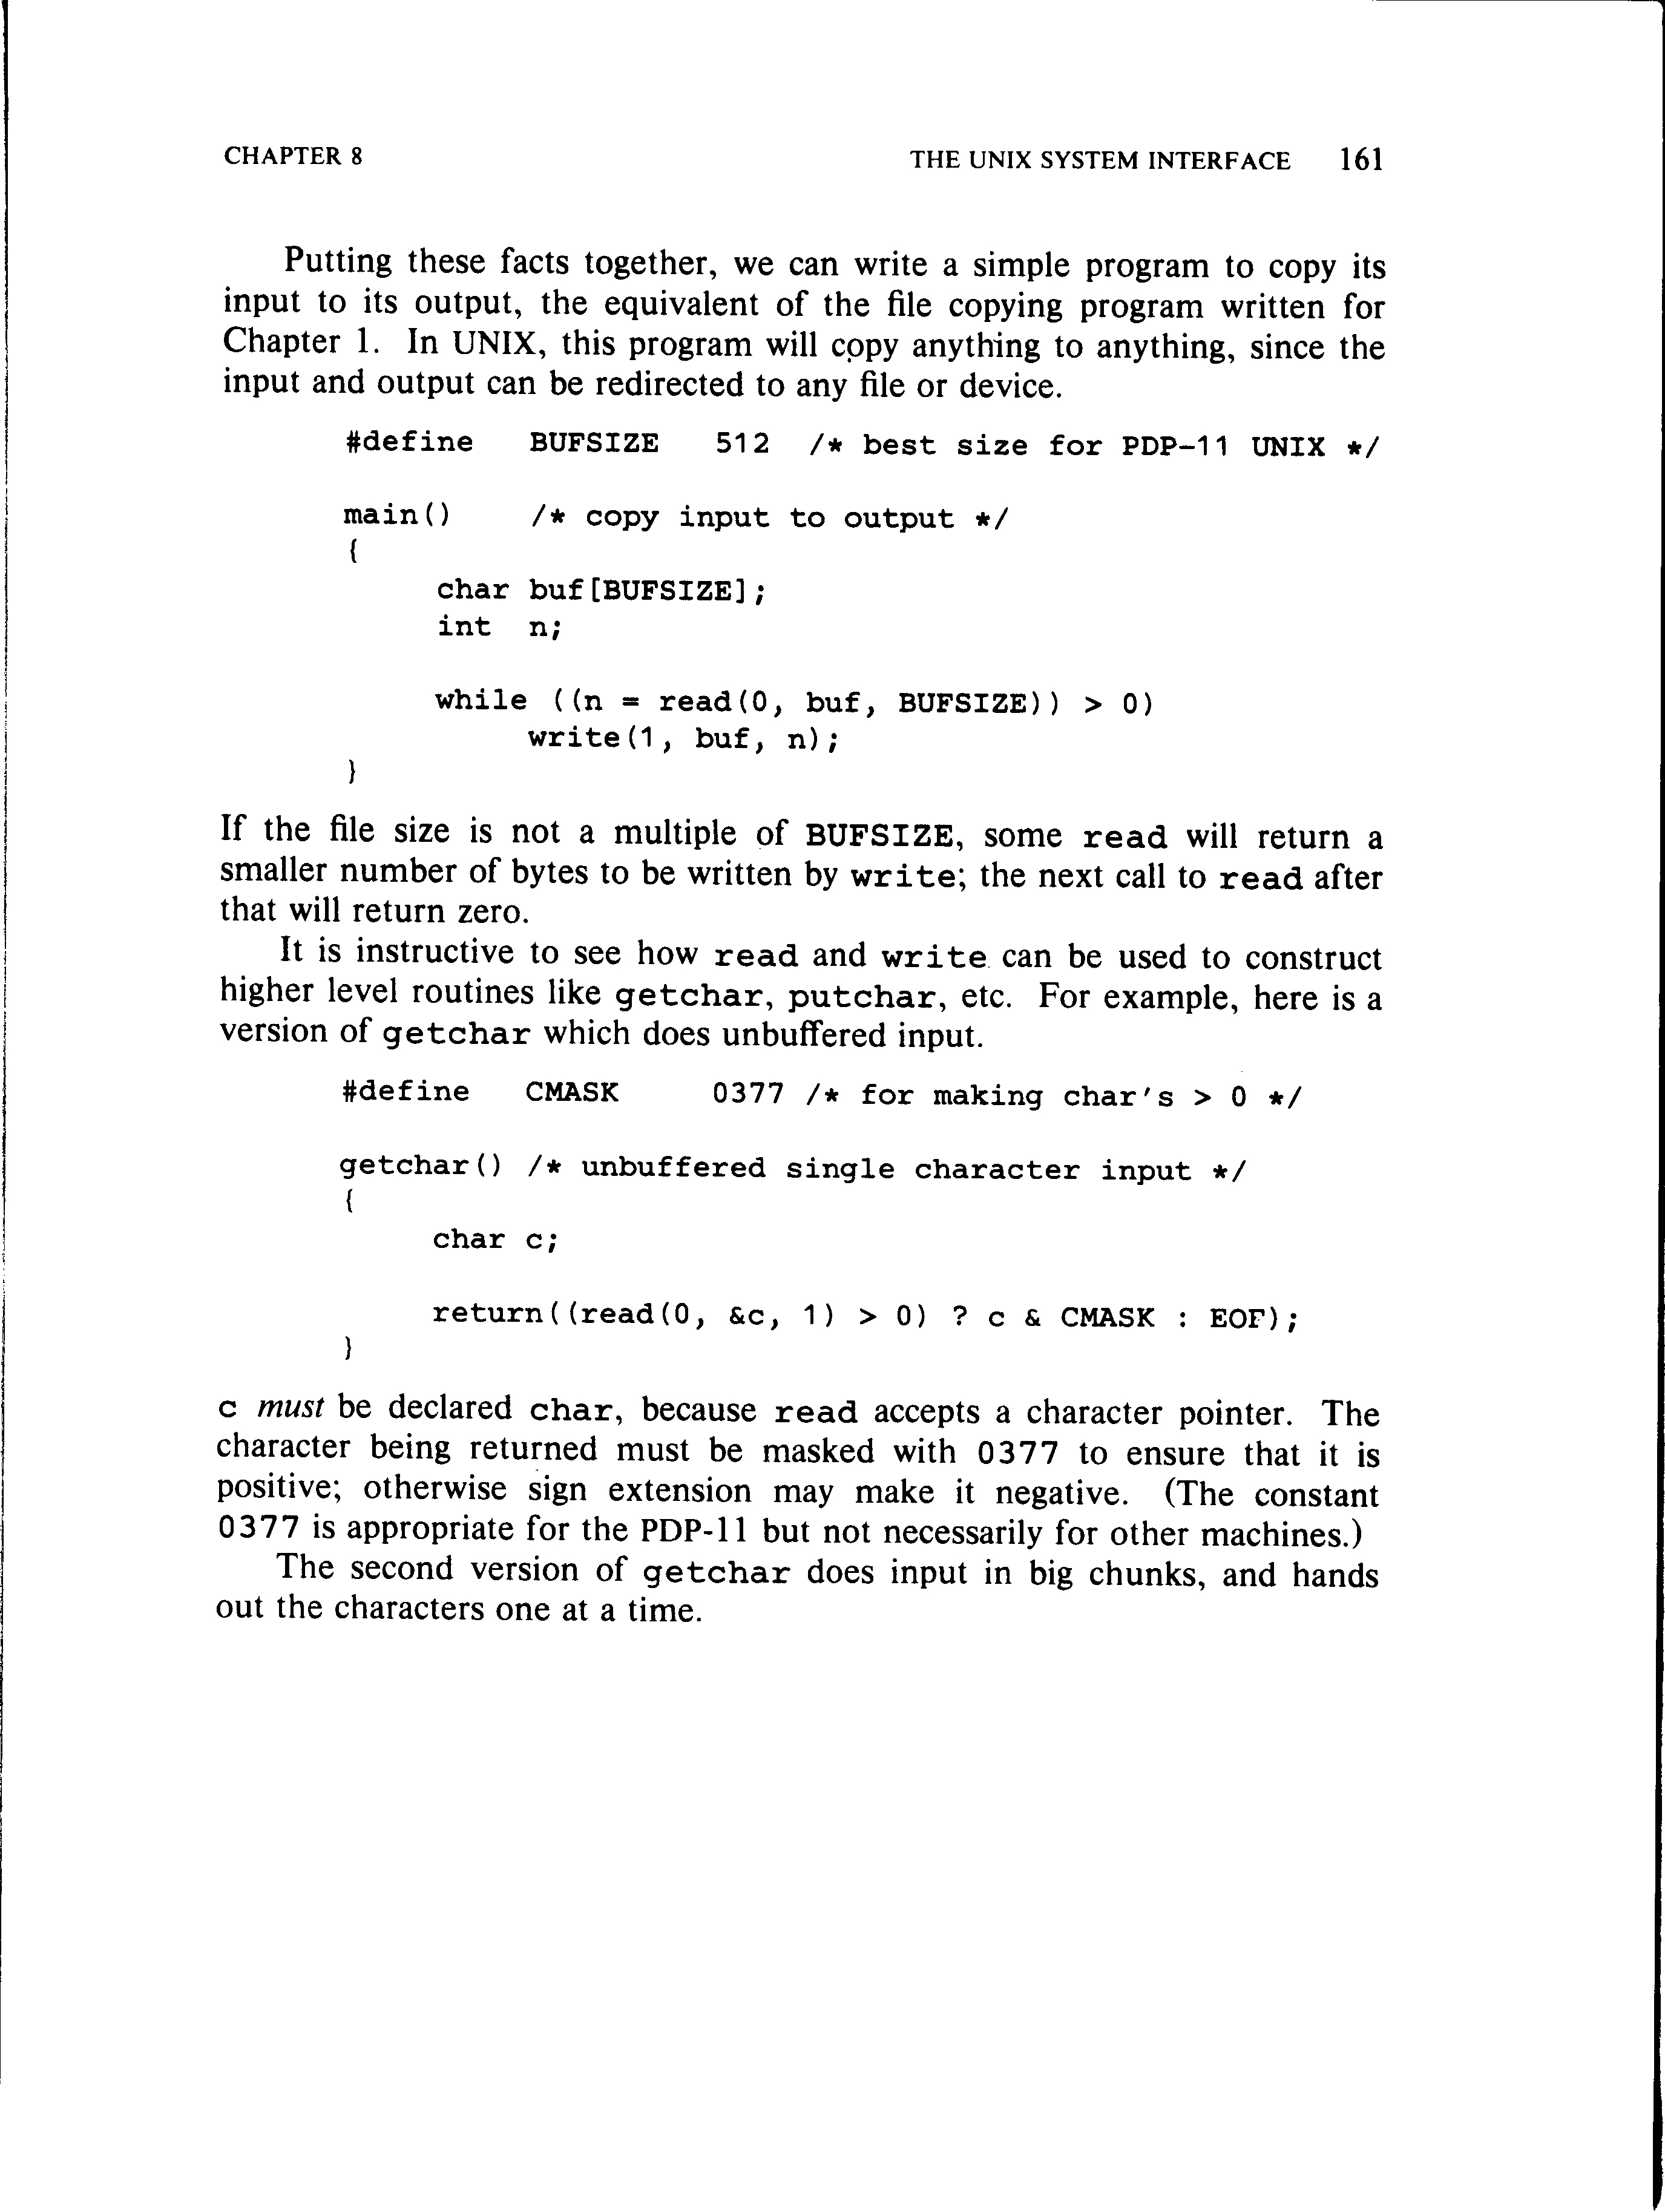 CHAPTER 8 THE UNIX SYSTEM INTERFACE 161
Putting these facts together, we can write a simple program to copy its
input to its output, the equivalent of the file copying program written for
Chapter 1. In UNIX, this program will copy anything to anything, since the
input and output can be redirected to any file or device.
#define BUFSIZE 512 /* best size for PDP-11 UNIX */
main() /* copy input to output */
{
char buf[BUFSIZE];
int n;
while ((n = read(0, buf, BUFSIZE)) > 0)
write(1, buf, n);
}
If the file size is not a multiple of BUFSIZE, some read will return a
smaller number of bytes to be written by write; the next call to read after
that will return zero.
It is instructive to see how read and write can be used to construct
higher level routines like getchar, putchar, etc. For example, here is a
version of getchar which does unbuffered input.
#define CMASK 0377 /* for making char's > 0 */
getchar() /* unbuffered single character input */
{
char c;
return((read(0, &c, 1) > 0) ? c & CMASK : EOF);
}
c must be declared char, because read accepts a character pointer. The
character being returned must be masked with 0377 to ensure that it is
positive; otherwise sign extension may make it negative. (The constant
0377 is appropriate for the PDP-11 but not necessarily for other machines.)
The second version of getchar does input in big chunks, and hands
out the characters one at a time.